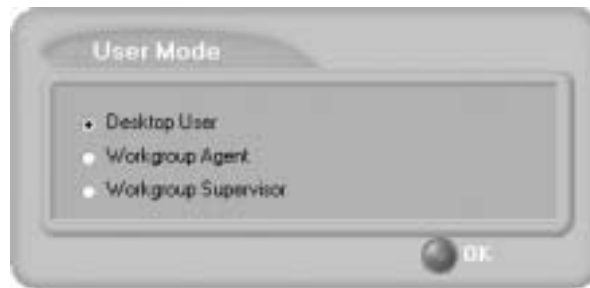 User Mode
Desktop User
Workgroup Agent
Workgroup Supervisor
OK